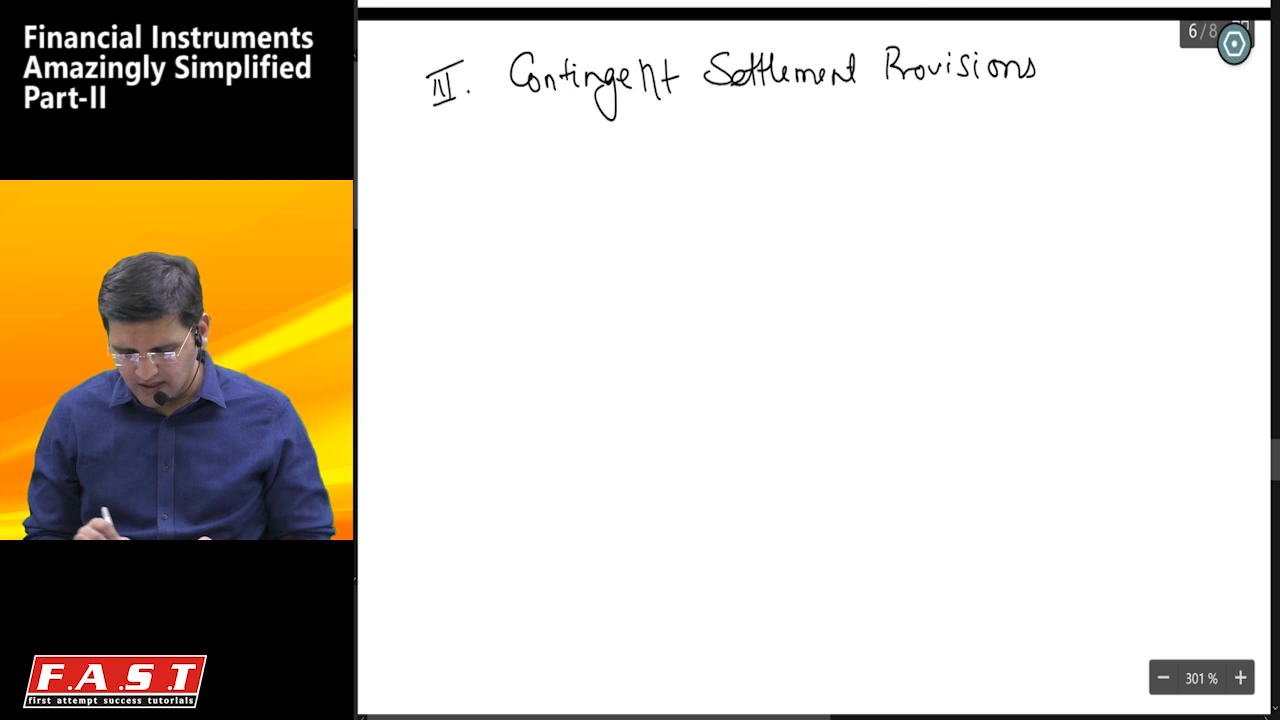 Financial Instruments
Amazingly Simplified
Part-II
6 / 8
IV. Contingent Settlement Provisions
F.A.S.T
first attempt success tutorials
301 %